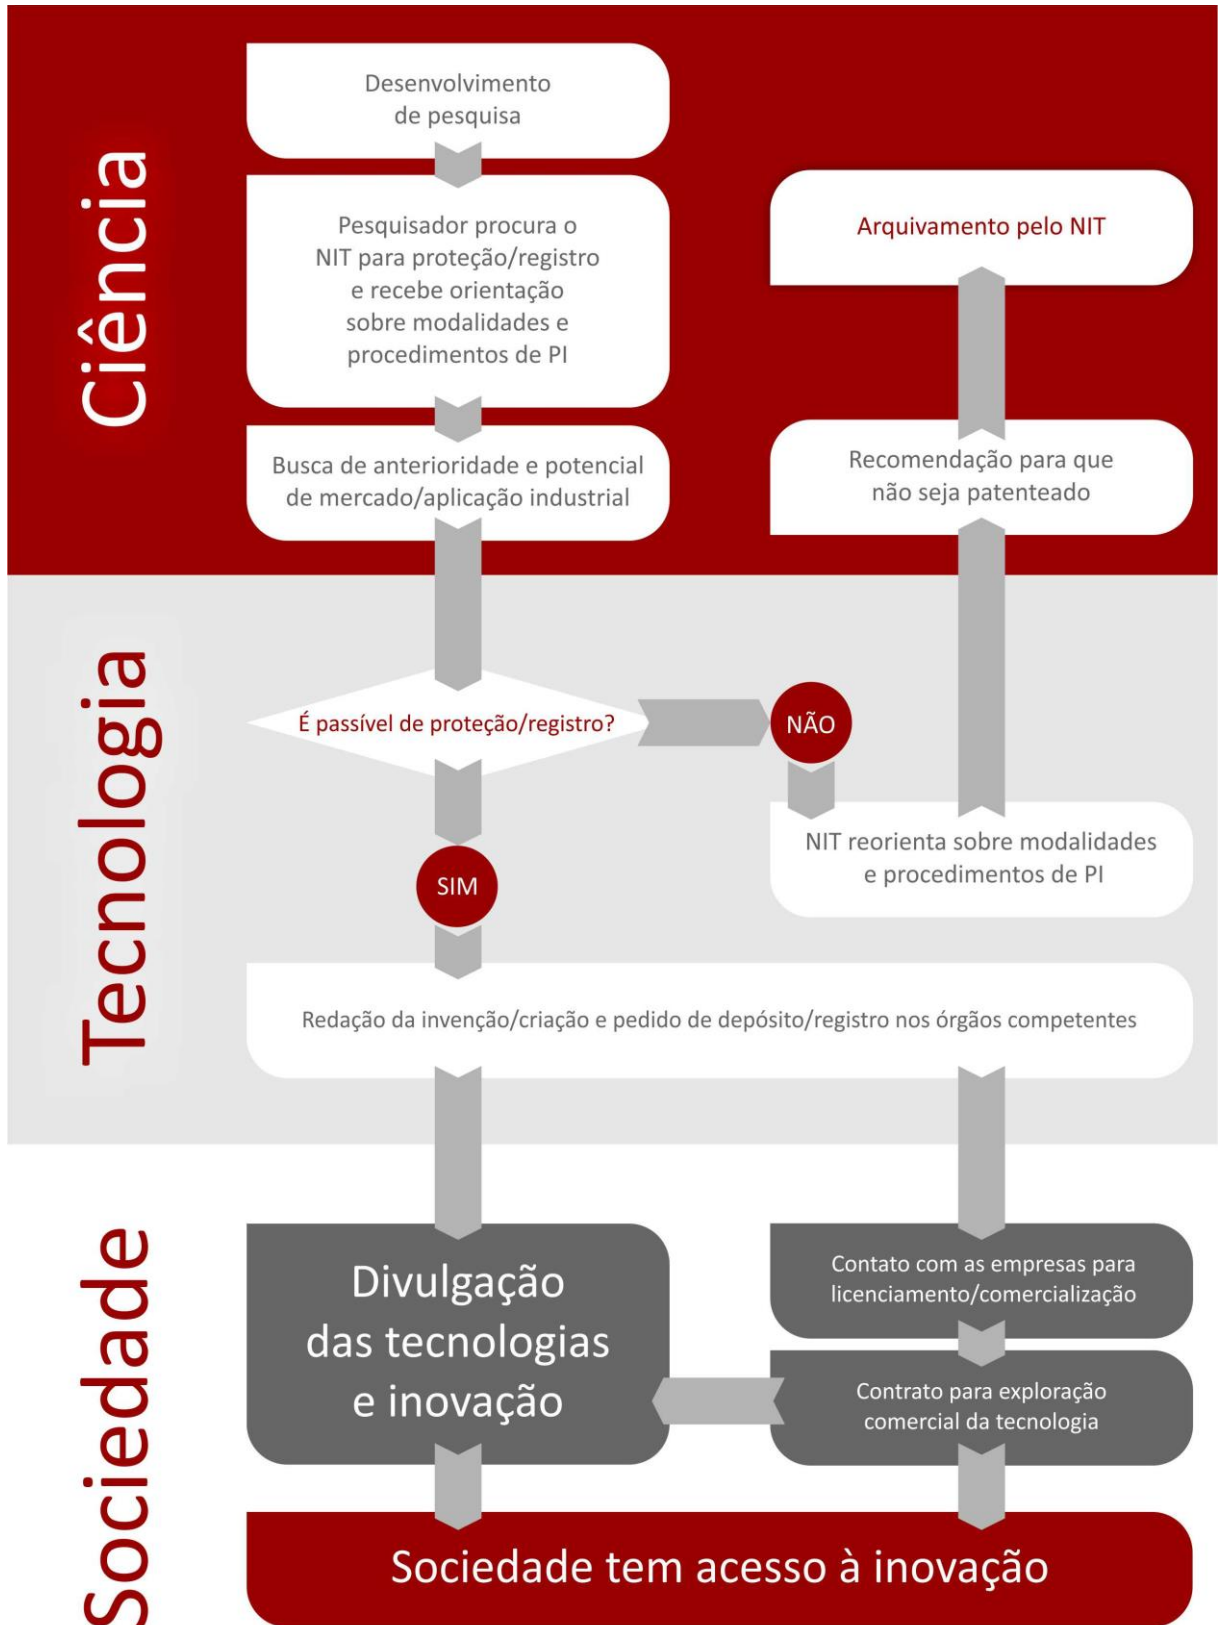 Ciência
Desenvolvimento
de pesquisa
Pesquisador procura o
NIT para proteção/registro
e recebe orientação
sobre modalidades e
procedimentos de PI
Busca de anterioridade e potencial
de mercado/aplicação industrial
Arquivamento pelo NIT
Recomendação para que
não seja patenteado
Tecnologia
É passível de proteção/registro?
NÃO
NIT reorienta sobre modalidades
e procedimentos de PI
SIM
Redação da invenção/criação e pedido de depósito/registro nos órgãos competentes
Sociedade
Divulgação
das tecnologias
e inovação
Contato com as empresas para
licenciamento/comercialização
Contrato para exploração
comercial da tecnologia
Sociedade tem acesso à inovação